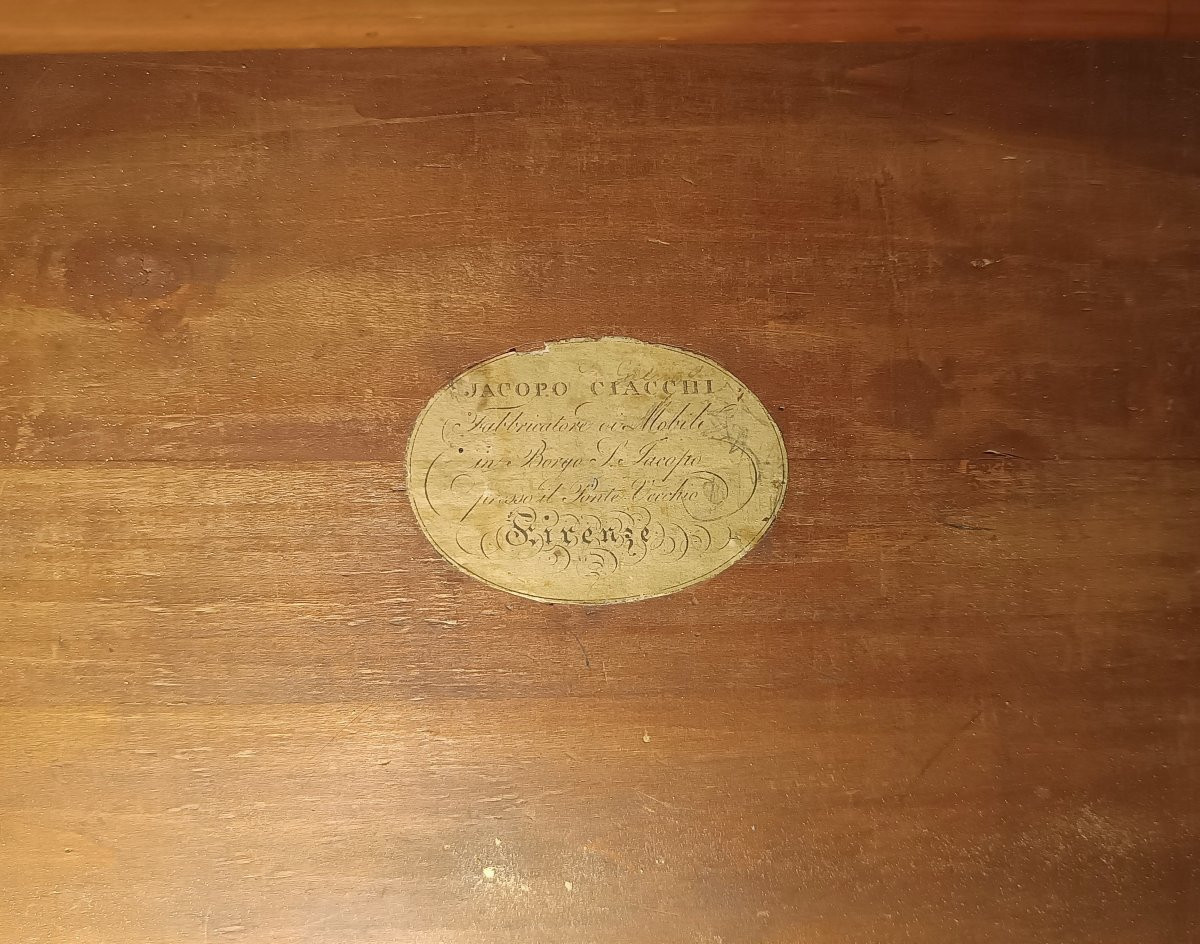 JACOPO CIACCHI
Fabbricatore di Mobili
in Borgo S. Jacopo
presso il Ponte Vecchio
Firenze